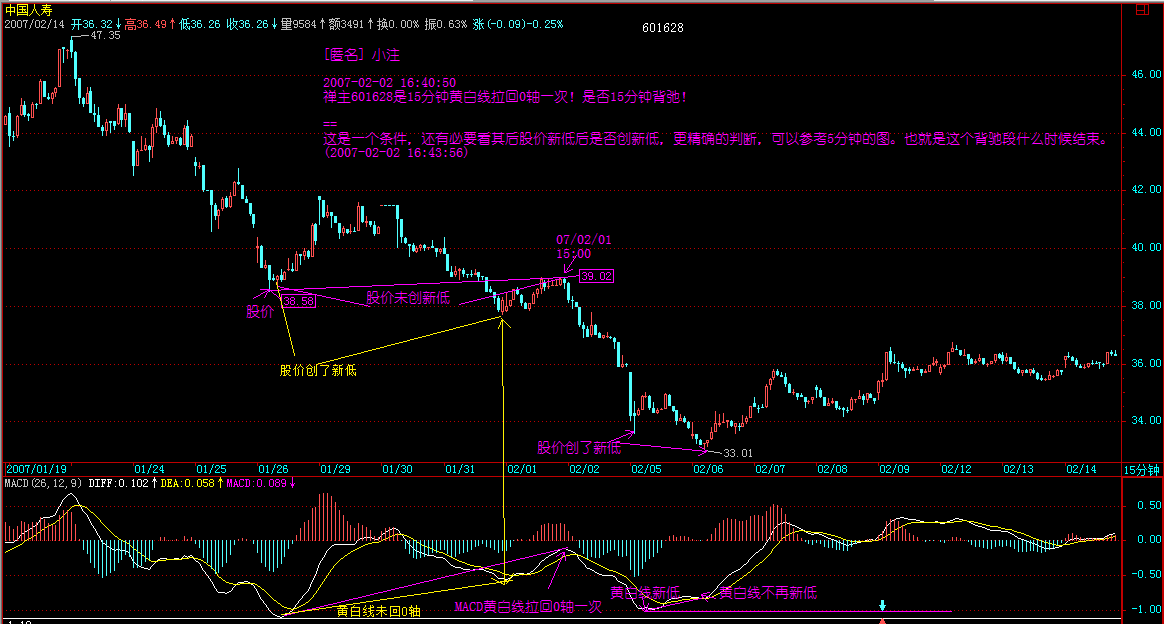 中国人寿
2007/02/14 开36.32↓高36.49↑低36.26 收36.26↓量9584↑额3491↑换0.00% 振0.63% 涨(-0.09)-0.25%
601628
47.35
[匿名] 小注
2007-02-02 16:40:50
禅主601628是15分钟黄白线拉回0轴一次！是否15分钟背弛！
==
这是一个条件，还有必要看其后股价新低后是否创新低，更精确的判断，可以参考5分钟的图。也就是这个背弛段什么时候结束。
(2007-02-02 16:43:56)
46.00
44.00
42.00
40.00
38.00
36.00
34.00
07/02/01
15:00
39.02
38.58
股价
股价未创新低
股价创了新低
股价创了新低
33.01
2007/01/19 01/24 01/25 01/26 01/29 01/30 01/31 02/01 02/02 02/05 02/06 02/07 02/08 02/09 02/12 02/13 02/14 15分钟
MACD(26,12,9) DIFF:0.102↑DEA:0.058↑MACD:0.089↓
0.50
0.00
-0.50
-1.00
黄白线未回0轴
MACD黄白线拉回0轴一次
黄白线新低
黄白线不再新低